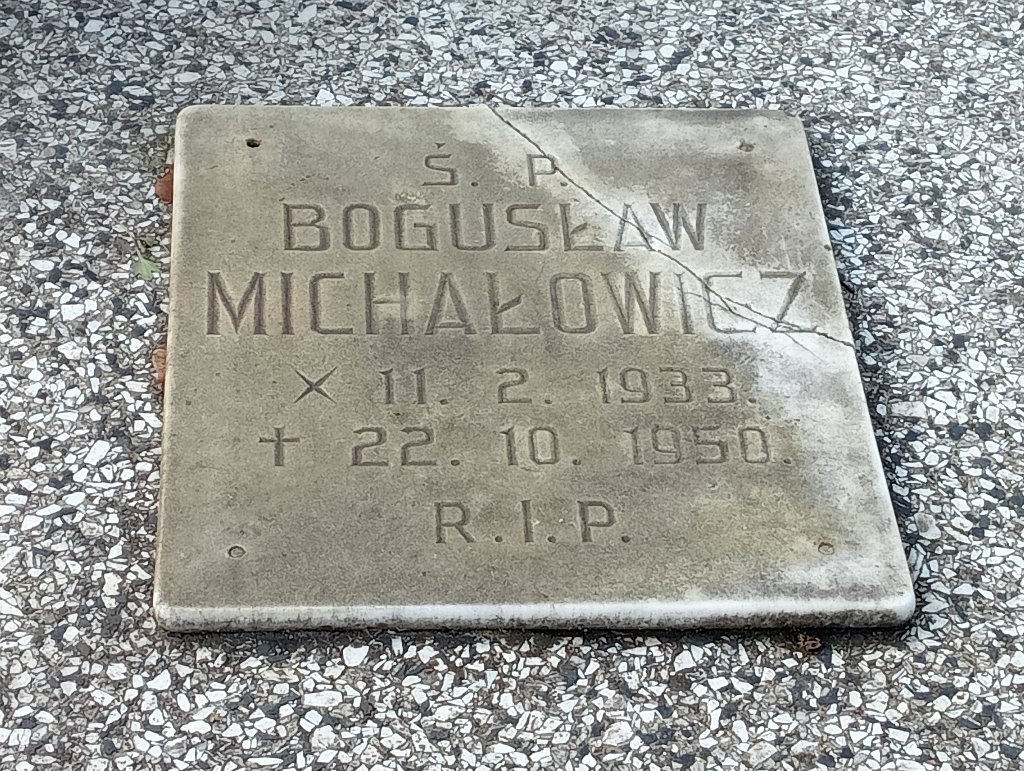 Ś. P.
BOGUSŁAW
MICHAŁOWICZ
× 11. 2. 1933.
† 22. 10. 1950.
R.I.P.